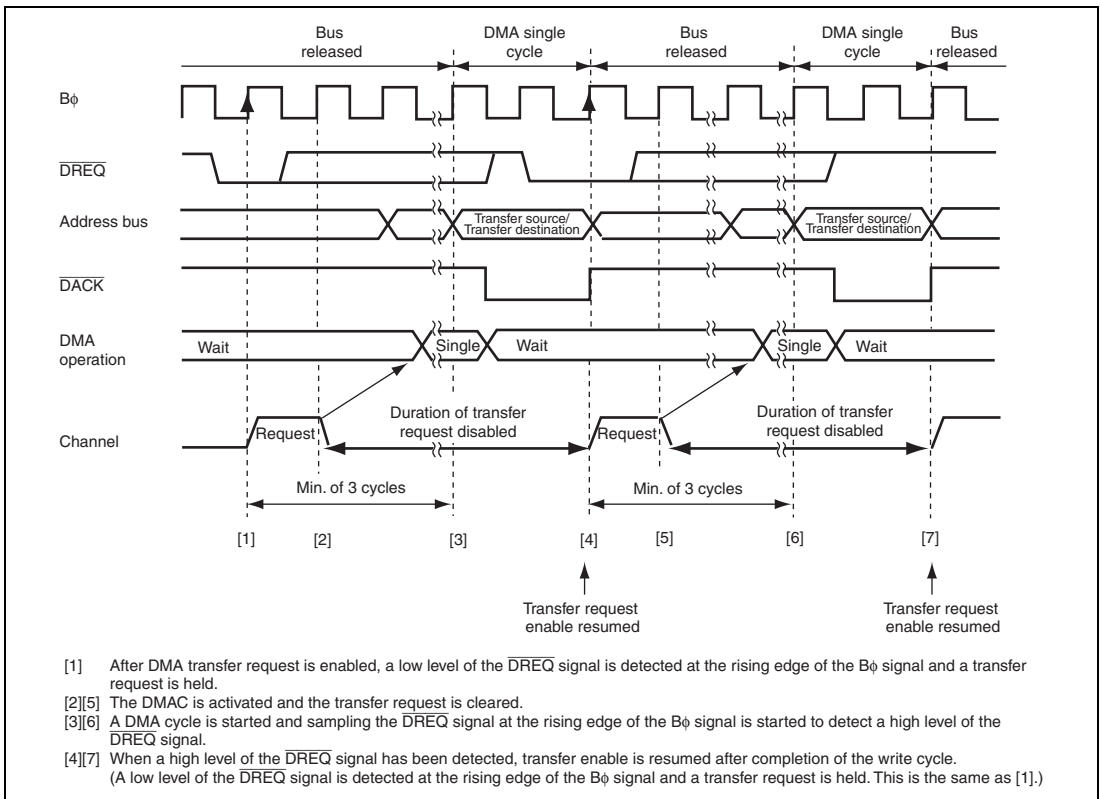 Bus released
DMA single cycle
Bus released
DMA single cycle
Bus released
Bϕ
DREQ
Address bus
Transfer source/
Transfer destination
Transfer source/
Transfer destination
DACK
DMA operation
Wait
Single
Wait
Single
Wait
Channel
Request
Duration of transfer
request disabled
Request
Duration of transfer
request disabled
Min. of 3 cycles
Min. of 3 cycles
[1] [2] [3] [4] [5] [6] [7]
Transfer request
enable resumed
Transfer request
enable resumed
[1] After DMA transfer request is enabled, a low level of the DREQ signal is detected at the rising edge of the Bϕ signal and a transfer
request is held.
[2][5] The DMAC is activated and the transfer request is cleared.
[3][6] A DMA cycle is started and sampling the DREQ signal at the rising edge of the Bϕ signal is started to detect a high level of the
DREQ signal.
[4][7] When a high level of the DREQ signal has been detected, transfer enable is resumed after completion of the write cycle.
(A low level of the DREQ signal is detected at the rising edge of the Bϕ signal and a transfer request is held. This is the same as [1].)